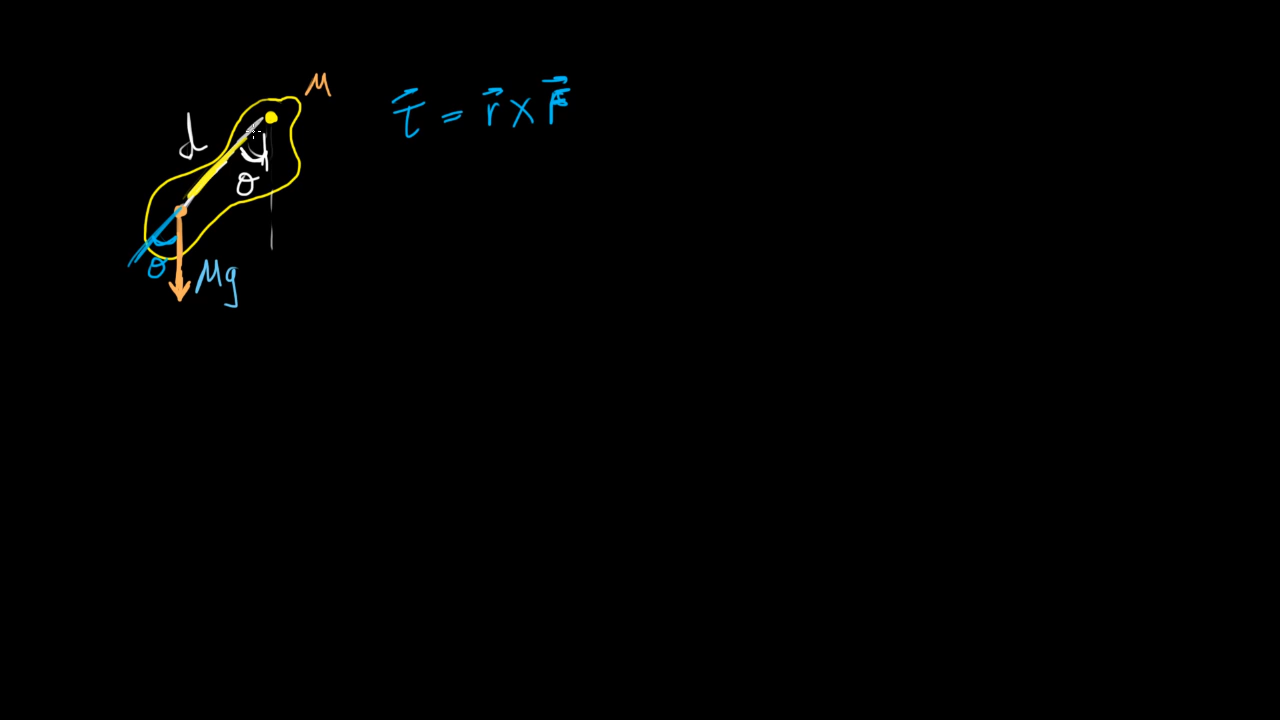 M
d
τ⃗ = r⃗ × F⃗
θ
θ
Mg